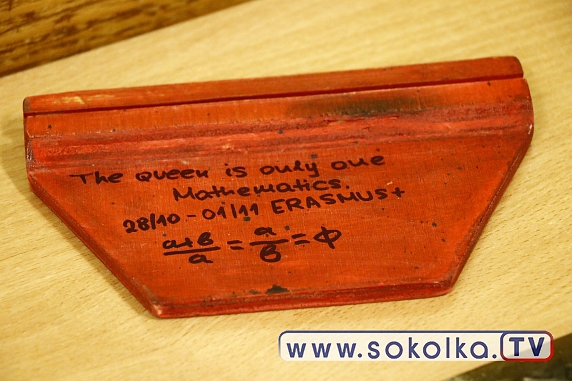 The Queen is only one
Mathematics.
28/10 - 01/11 ERASMUS+
a+b/a = a/b = Φ
www.sokolka.TV